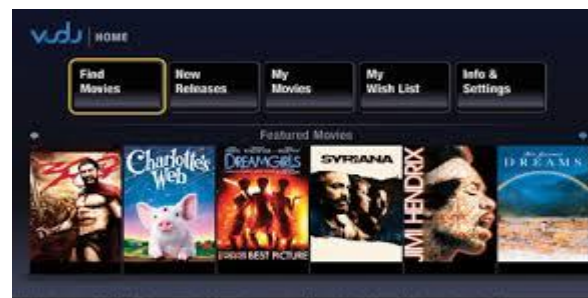 vudu HOME
Find
Movies
New
Releases
My
Movies
My
Wish List
Info &
Settings
Featured Movies
300
Charlotte's
Web
DREAMGIRLS
BEST PICTURE
SYRIANA
JIMI HENDRIX
DREAMS